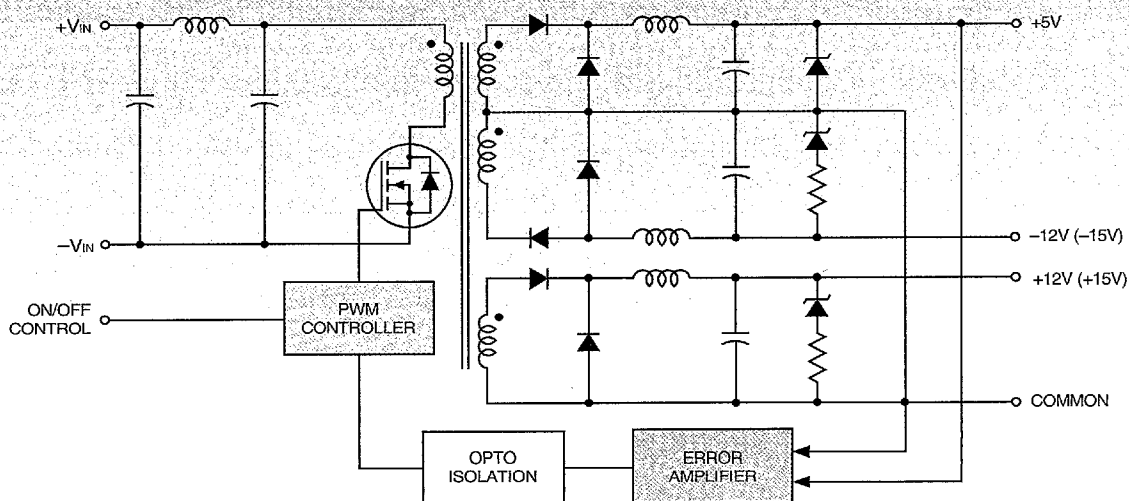 +VIN
+5V
−12V (−15V)
−VIN
+12V (+15V)
ON/OFF
CONTROL
PWM
CONTROLLER
COMMON
OPTO
ISOLATION
ERROR
AMPLIFIER